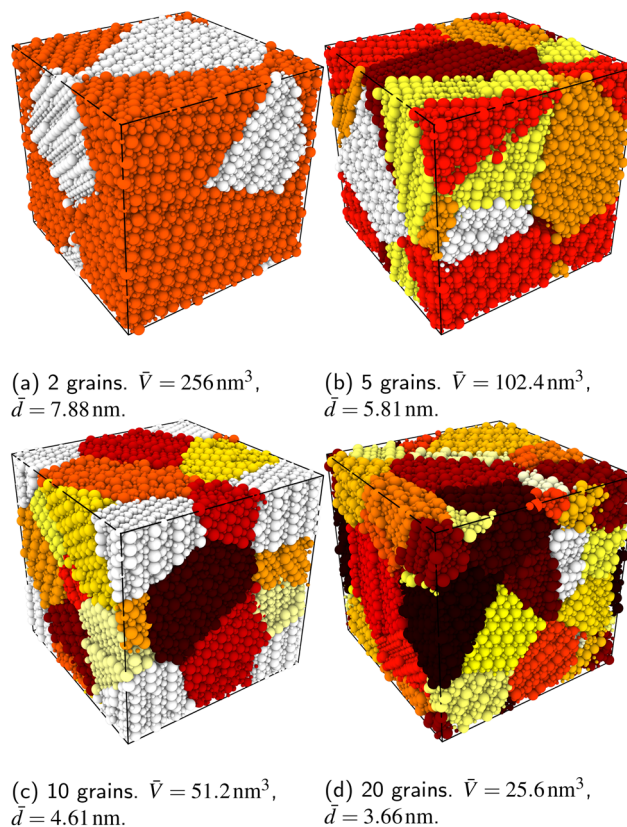 (a) 2 grains. V̄ = 256 nm³,
d̄ = 7.88 nm.
(b) 5 grains. V̄ = 102.4 nm³,
d̄ = 5.81 nm.
(c) 10 grains. V̄ = 51.2 nm³,
d̄ = 4.61 nm.
(d) 20 grains. V̄ = 25.6 nm³,
d̄ = 3.66 nm.